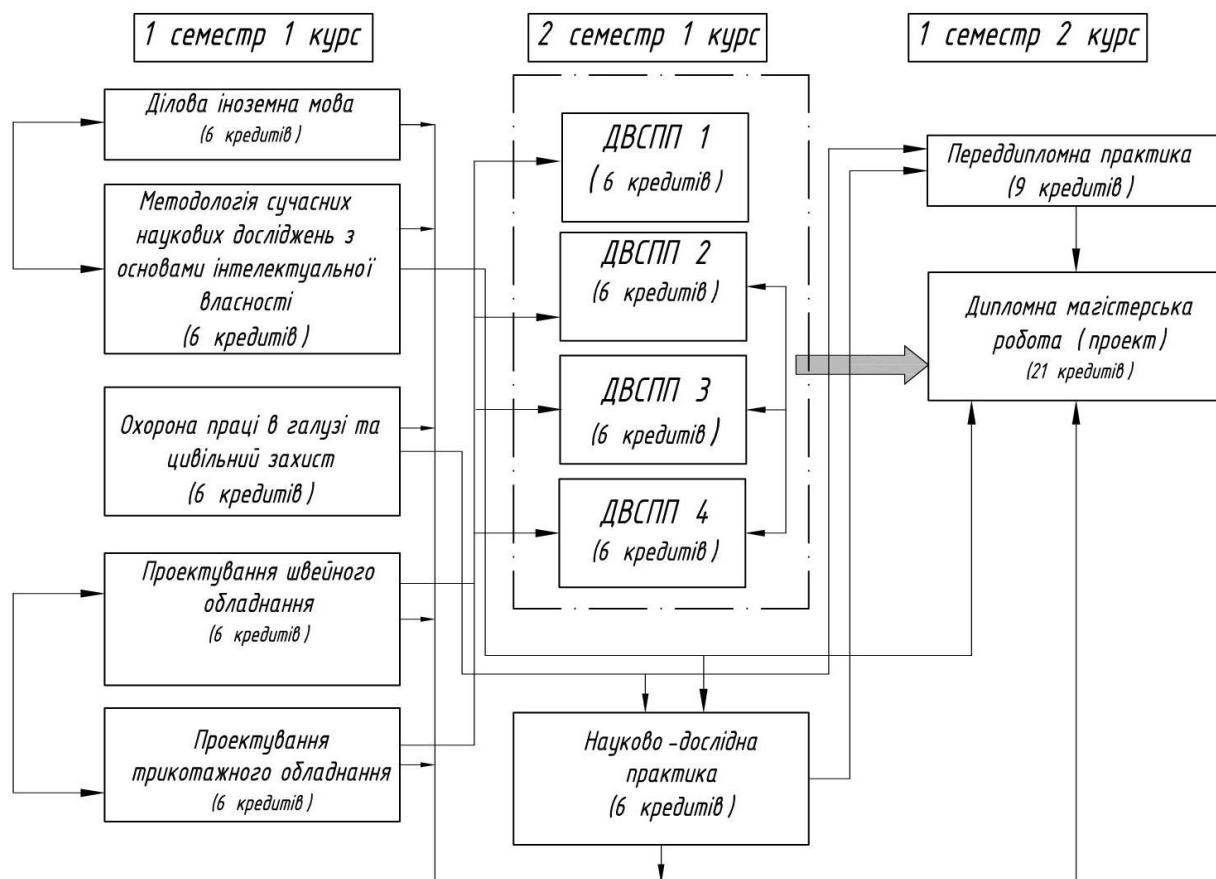 1 семестр 1 курс
2 семестр 1 курс
1 семестр 2 курс
Ділова іноземна мова
(6 кредитів)
Методологія сучасних
наукових досліджень з
основами інтелектуальної
власності
(6 кредитів)
Охорона праці в галузі та
цивільний захист
(6 кредитів)
Проектування швейного
обладнання
(6 кредитів)
Проектування
трикотажного обладнання
(6 кредитів)
ДВСПП 1
(6 кредитів)
ДВСПП 2
(6 кредитів)
ДВСПП 3
(6 кредитів)
ДВСПП 4
(6 кредитів)
Науково-дослідна
практика
(6 кредитів)
Переддипломна практика
(9 кредитів)
Дипломна магістерська
робота (проект)
(21 кредитів)